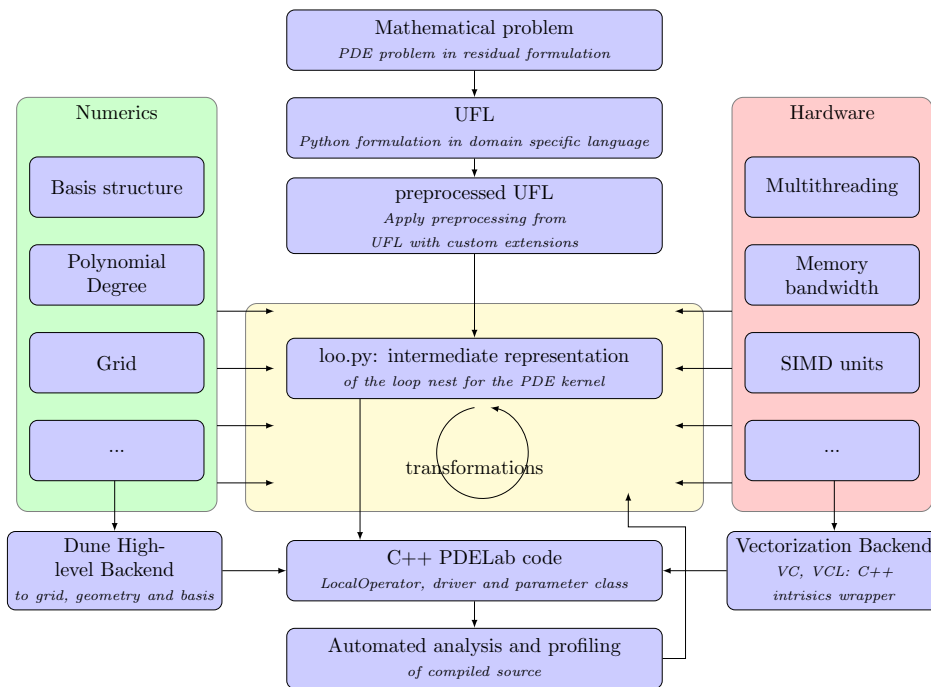 Mathematical problem
PDE problem in residual formulation
UFL
Python formulation in domain specific language
preprocessed UFL
Apply preprocessing from
UFL with custom extensions
Numerics
Basis structure
Polynomial
Degree
Grid
...
Hardware
Multithreading
Memory
bandwidth
SIMD units
...
loo.py: intermediate representation
of the loop nest for the PDE kernel
transformations
Dune High-
level Backend
to grid, geometry and basis
C++ PDELab code
LocalOperator, driver and parameter class
Vectorization Backend
VC, VCL: C++
intrisics wrapper
Automated analysis and profiling
of compiled source